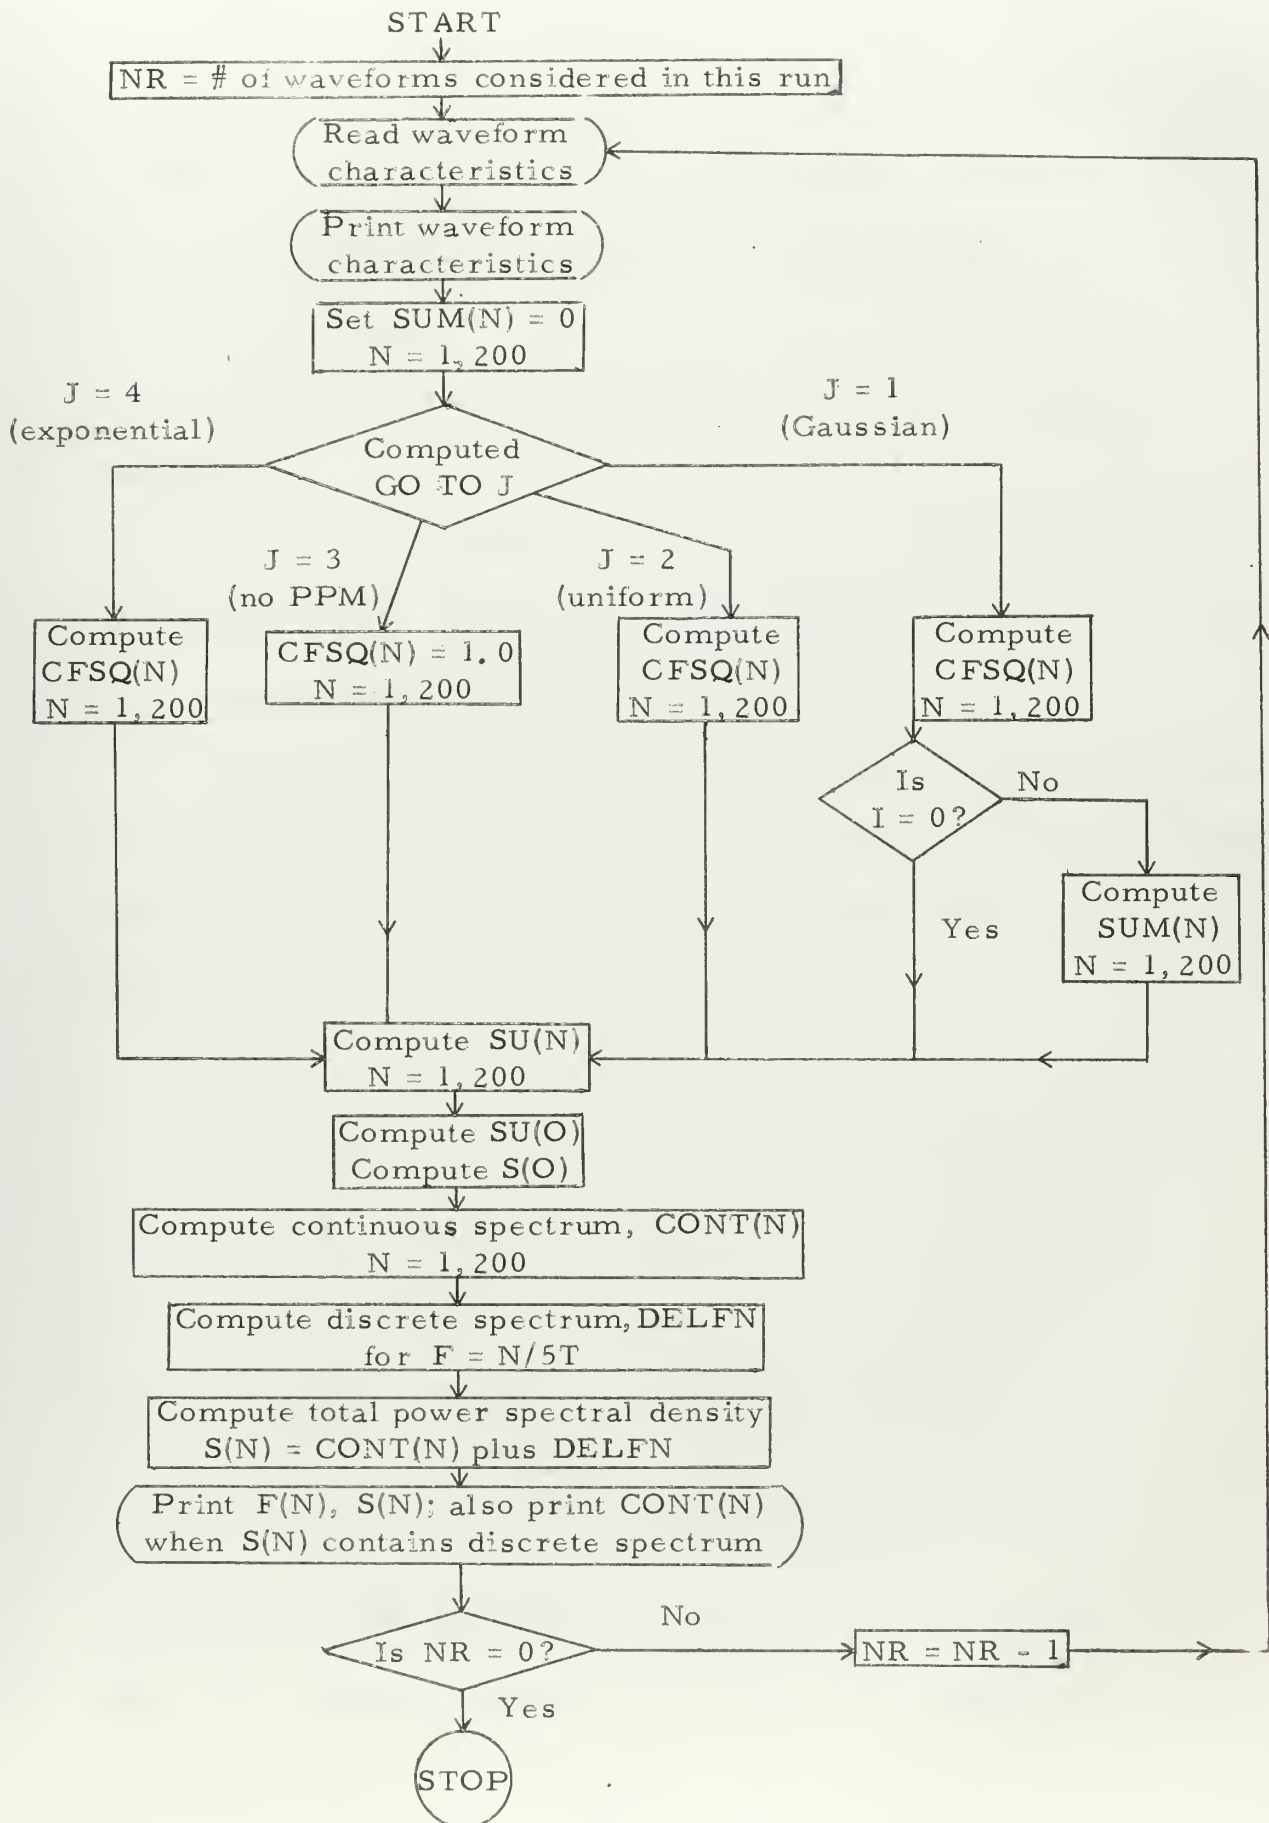 START
NR = # of waveforms considered in this run
Read waveform
characteristics
Print waveform
characteristics
Set SUM(N) = 0
N = 1, 200
J = 4
(exponential)
J = 1
(Gaussian)
Computed
GO TO J
J = 3
(no PPM)
J = 2
(uniform)
Compute
CFSQ(N)
N = 1, 200
CFSQ(N) = 1.0
N = 1, 200
Compute
CFSQ(N)
N = 1, 200
Compute
CFSQ(N)
N = 1, 200
Is
I = 0?
No
Yes
Compute
SUM(N)
N = 1, 200
Compute SU(N)
N = 1, 200
Compute SU(O)
Compute S(O)
Compute continuous spectrum, CONT(N)
N = 1, 200
Compute discrete spectrum, DELFN
for F = N/5T
Compute total power spectral density
S(N) = CONT(N) plus DELFN
Print F(N), S(N); also print CONT(N)
when S(N) contains discrete spectrum
Is NR = 0?
No
NR = NR - 1
Yes
STOP